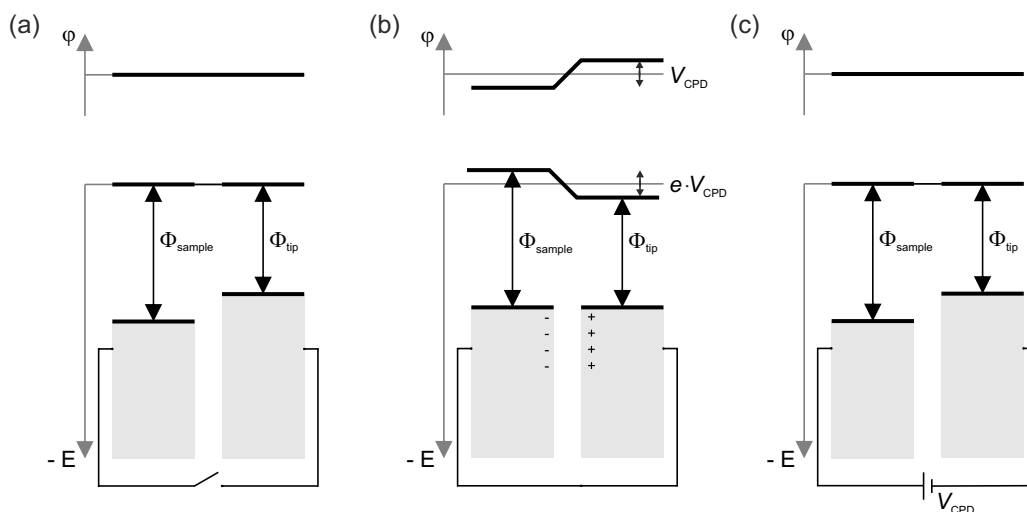 (a)
φ
Φsample
Φtip
- E
(b)
φ
VCPD
e·VCPD
Φsample
Φtip
- +
- +
- +
- +
- E
(c)
φ
Φsample
Φtip
- E
VCPD